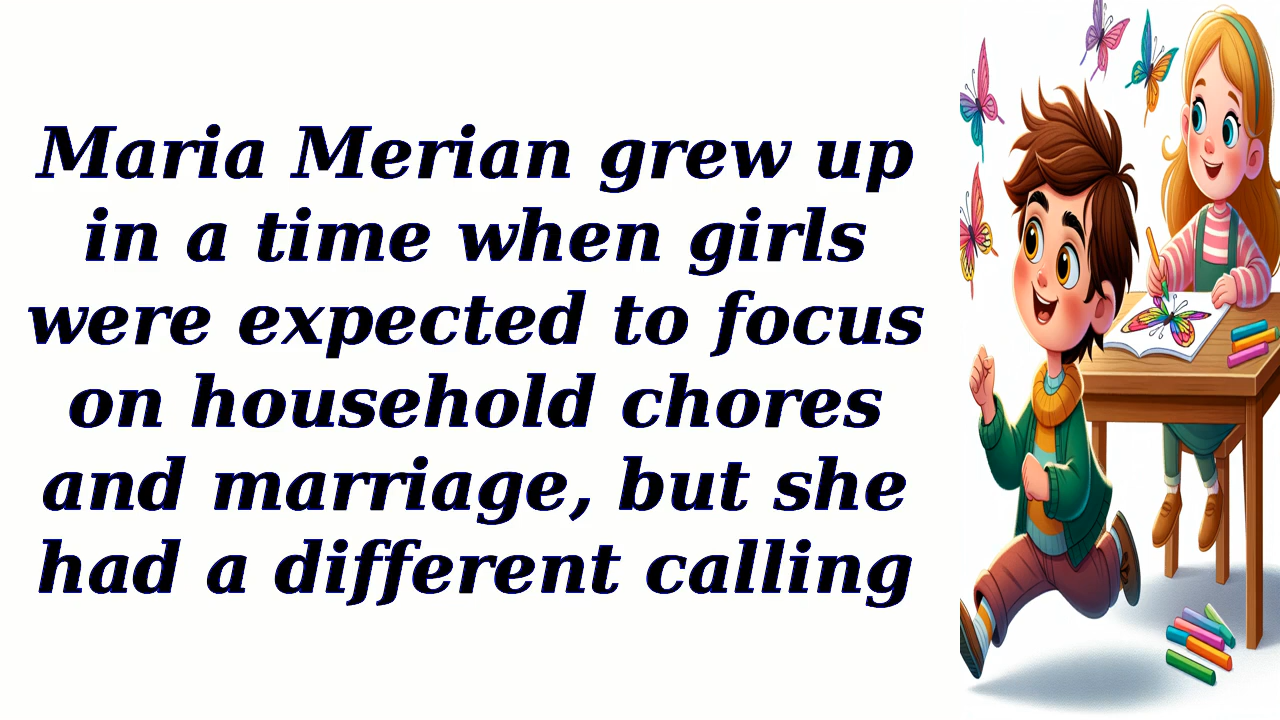 Maria Merian grew up
in a time when girls
were expected to focus
on household chores
and marriage, but she
had a different calling